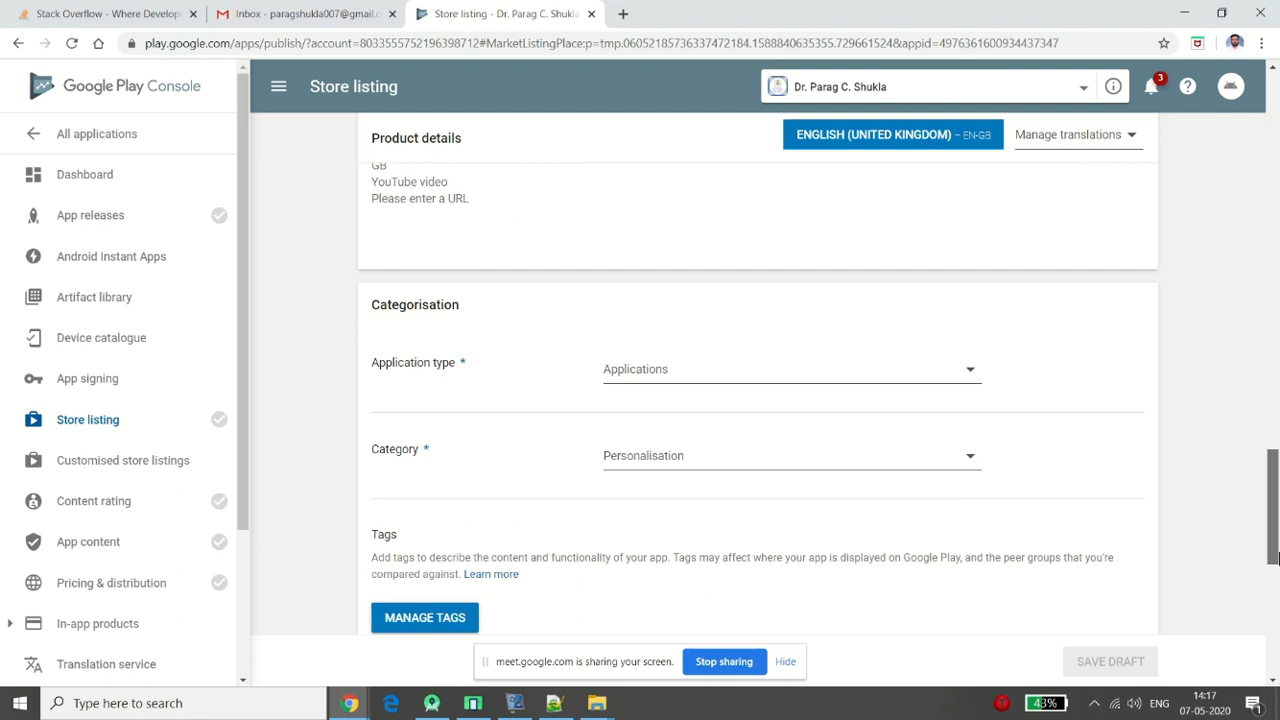 Stack Overflow - Where Develop
Inbox - paragshukla007@gmail.c
Store listing - Dr. Parag C. Shukla
play.google.com/apps/publish/?account=8033555752196398712#MarketListingPlace:p=tmp.06052185736337472184.1588840635355.729661524&appid=4976361600934437347
Google Play Console
Store listing
Dr. Parag C. Shukla
3
All applications
Product details
ENGLISH (UNITED KINGDOM) – EN-GB
Manage translations
Dashboard
GB
YouTube video
Please enter a URL
App releases
Android Instant Apps
Artifact library
Categorisation
Device catalogue
Application type *
Applications
App signing
Store listing
Category *
Personalisation
Customised store listings
Content rating
Tags
App content
Add tags to describe the content and functionality of your app. Tags may affect where your app is displayed on Google Play, and the peer groups that you're
compared against. Learn more
Pricing & distribution
MANAGE TAGS
In-app products
Translation service
meet.google.com is sharing your screen.
Stop sharing
Hide
SAVE DRAFT
Type here to search
43%
ENG
14:17
07-05-2020
1